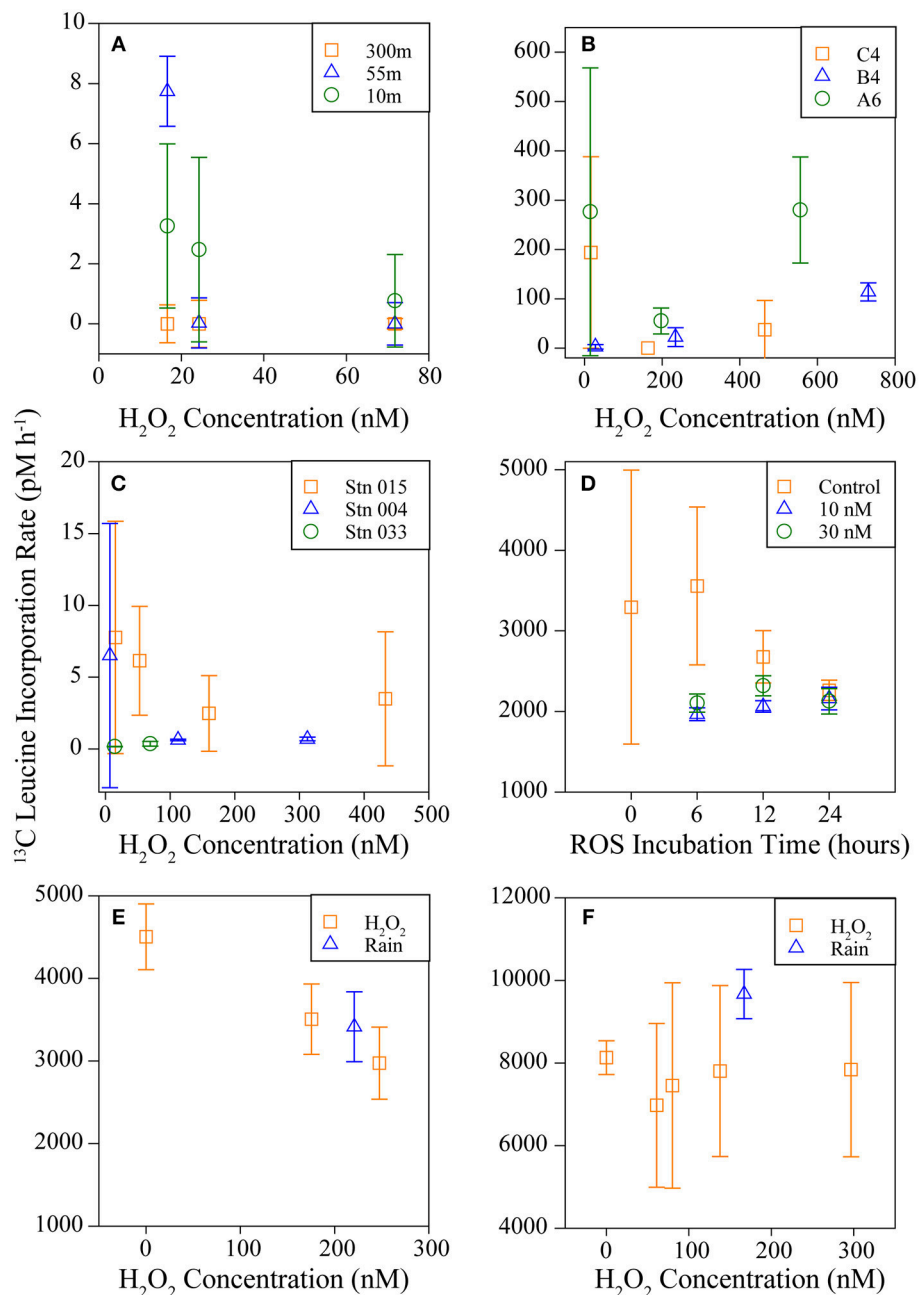 A
300m
55m
10m
10
8
6
4
2
0
0 20 40 60 80
H₂O₂ Concentration (nM)
B
C4
B4
A6
600
500
400
300
200
100
0
0 200 400 600 800
H₂O₂ Concentration (nM)
¹³C Leucine Incorporation Rate (pM h⁻¹)
C
Stn 015
Stn 004
Stn 033
20
15
10
5
0
0 100 200 300 400 500
H₂O₂ Concentration (nM)
D
Control
10 nM
30 nM
5000
4000
3000
2000
1000
0 6 12 24
ROS Incubation Time (hours)
E
H₂O₂
Rain
5000
4000
3000
2000
1000
0 100 200 300
H₂O₂ Concentration (nM)
F
H₂O₂
Rain
12000
10000
8000
6000
4000
0 100 200 300
H₂O₂ Concentration (nM)